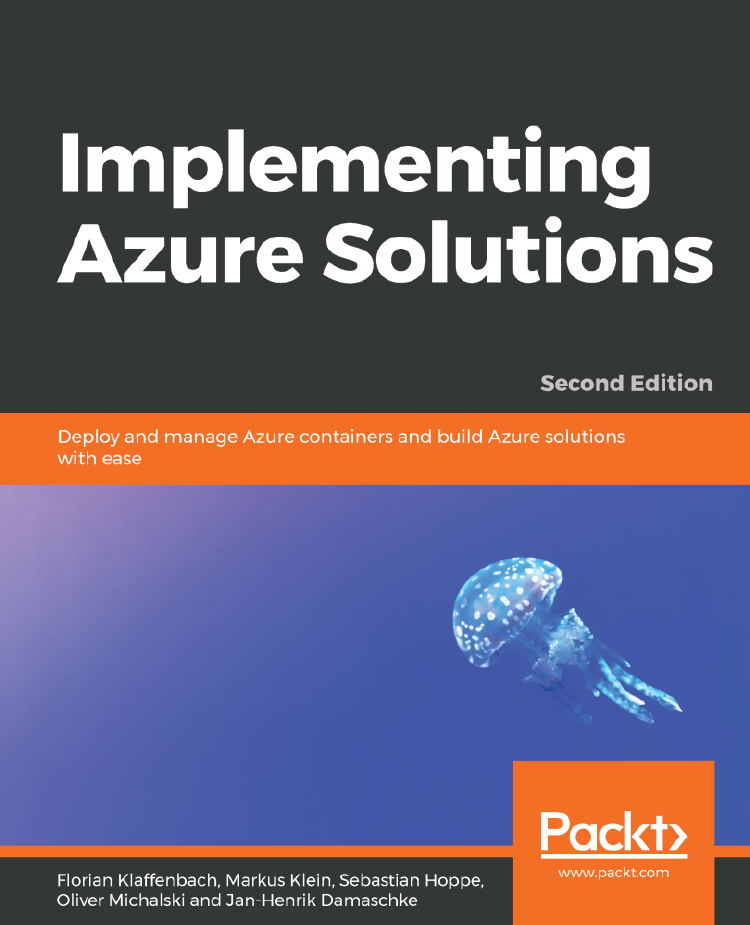 Implementing
Azure Solutions
Second Edition
Deploy and manage Azure containers and build Azure solutions
with ease
Packt>
www.packt.com
Florian Klaffenbach, Markus Klein, Sebastian Hoppe,
Oliver Michalski and Jan-Henrik Damaschke